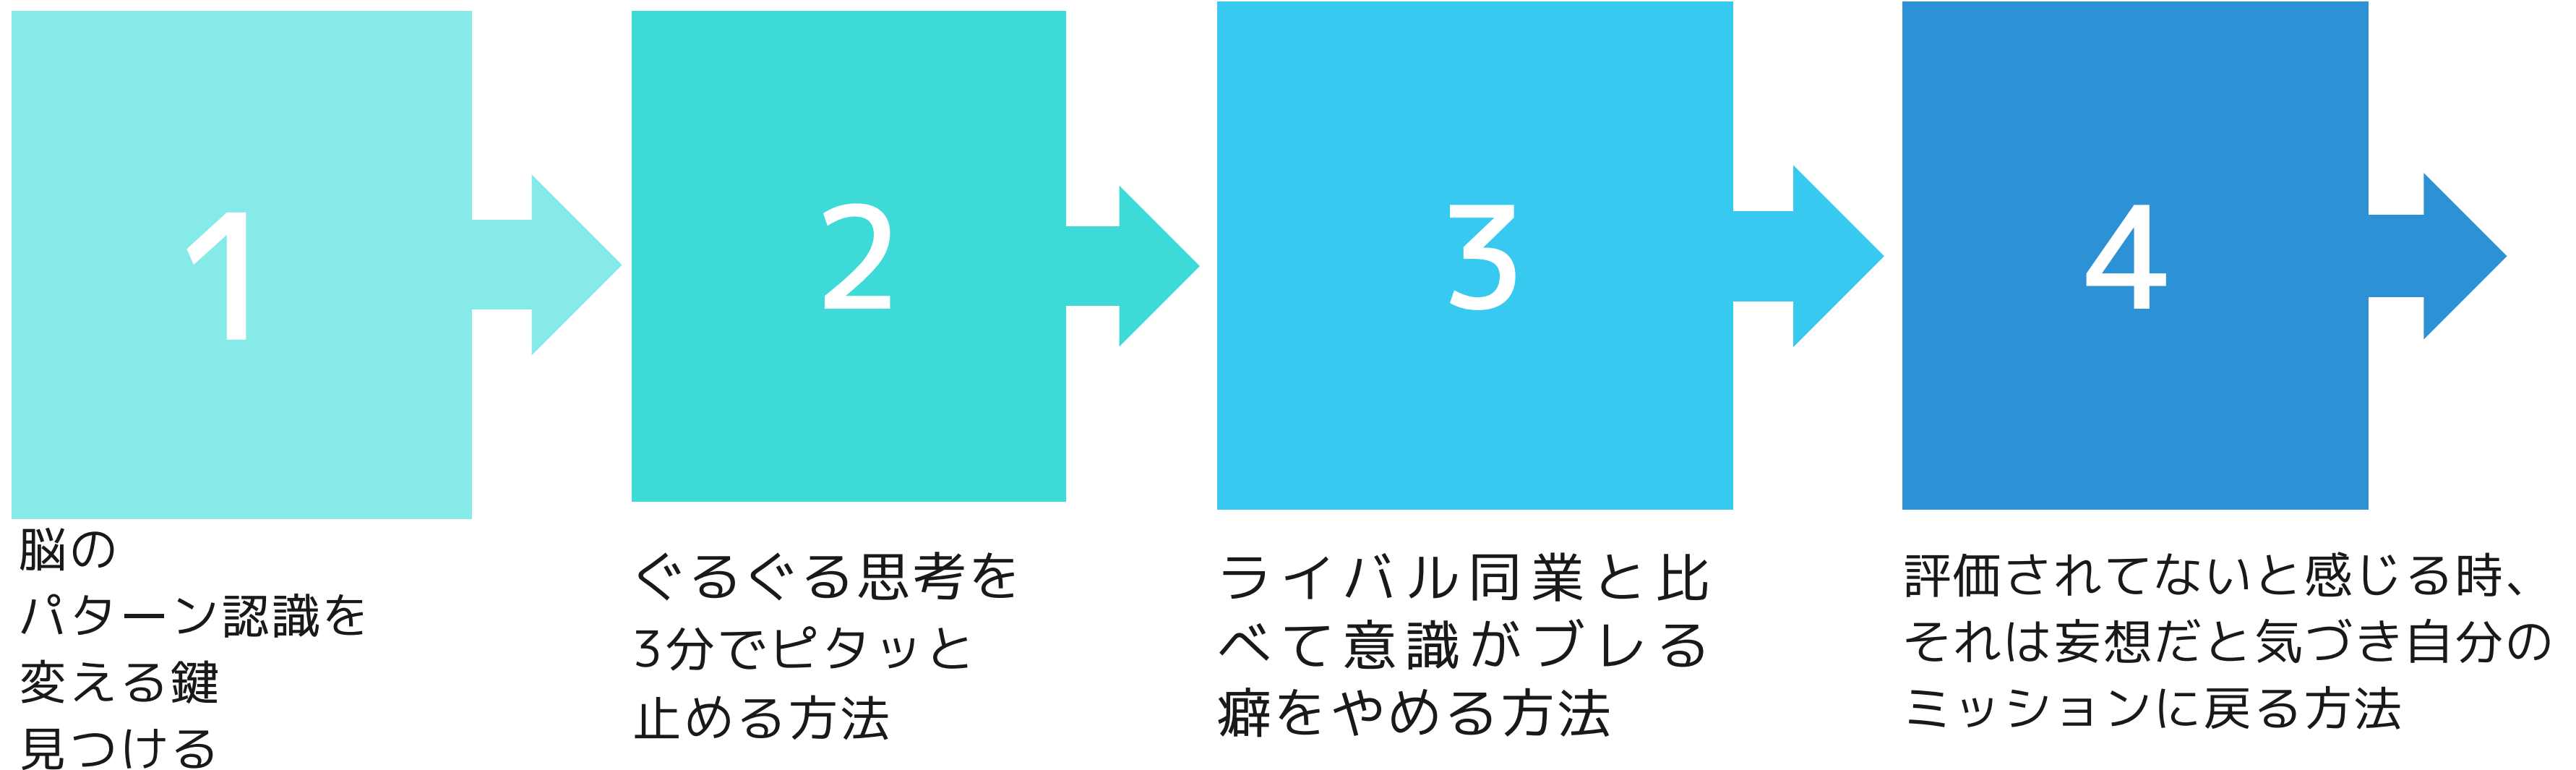 1
脳の
パターン認識を
変える鍵
見つける
2
ぐるぐる思考を
3分でピタッと
止める方法
3
ライバル同業と比
べて意識がブレる
癖をやめる方法
4
評価されてないと感じる時、
それは妄想だと気づき自分の
ミッションに戻る方法